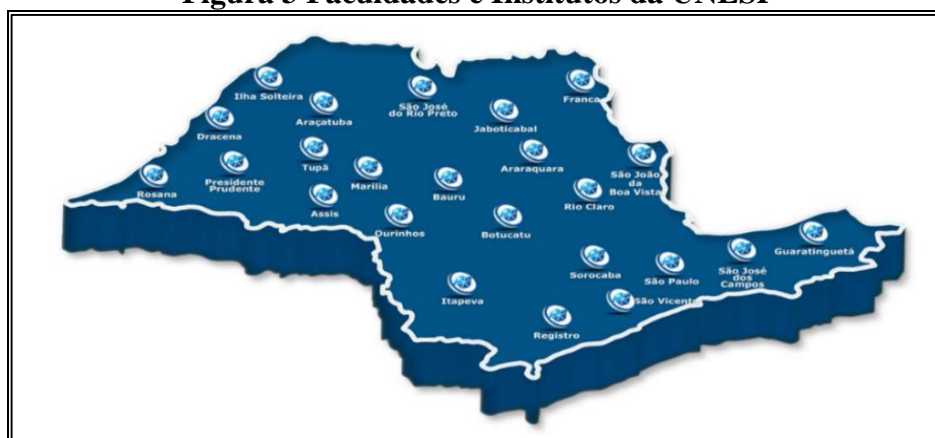 Figura 3 Faculdades e Institutos da UNESP
Ilha Solteira
São José
do Rio Preto
Franca
Araçatuba
Jaboticabal
Dracena
Tupã
Araraquara
Presidente
Prudente
Marília
Bauru
São João
da
Boa Vista
Rosana
Assis
Rio Claro
Ourinhos
Botucatu
Guaratinguetá
Sorocaba
São Paulo
São José
dos
Campos
Itapeva
São Vicente
Registro